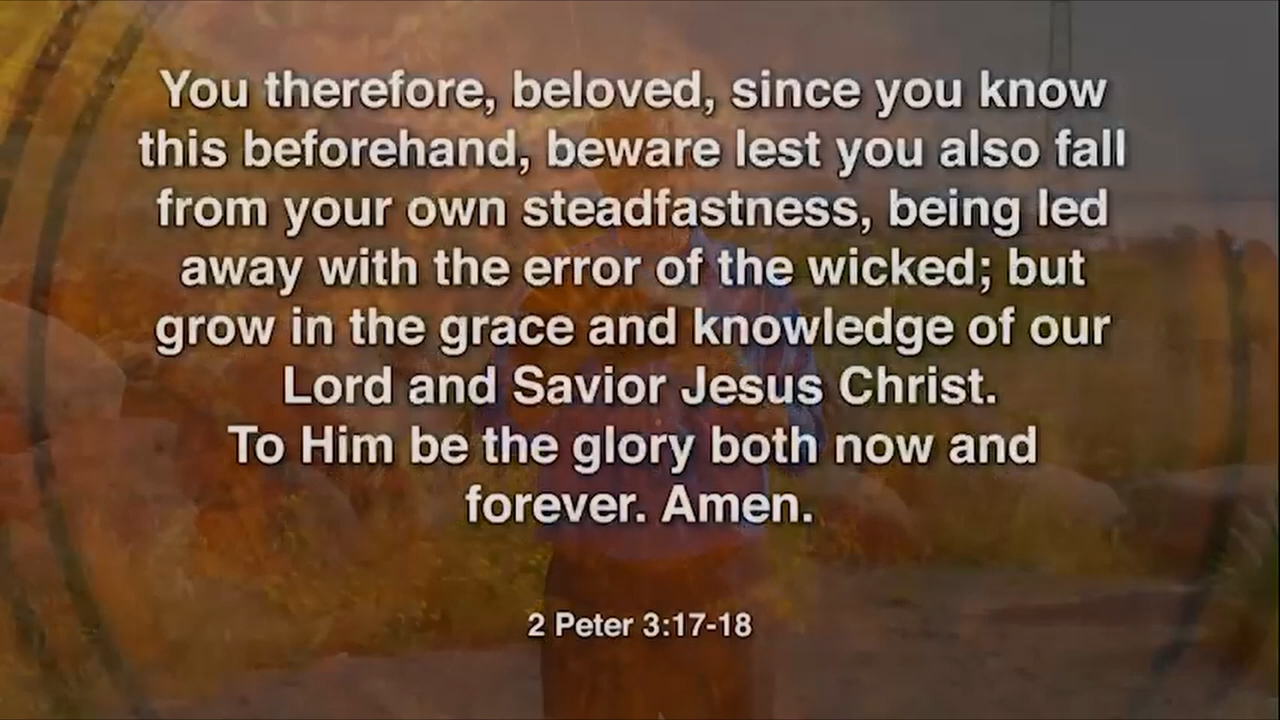 You therefore, beloved, since you know
this beforehand, beware lest you also fall
from your own steadfastness, being led
away with the error of the wicked; but
grow in the grace and knowledge of our
Lord and Savior Jesus Christ.
To Him be the glory both now and
forever. Amen.
2 Peter 3:17-18